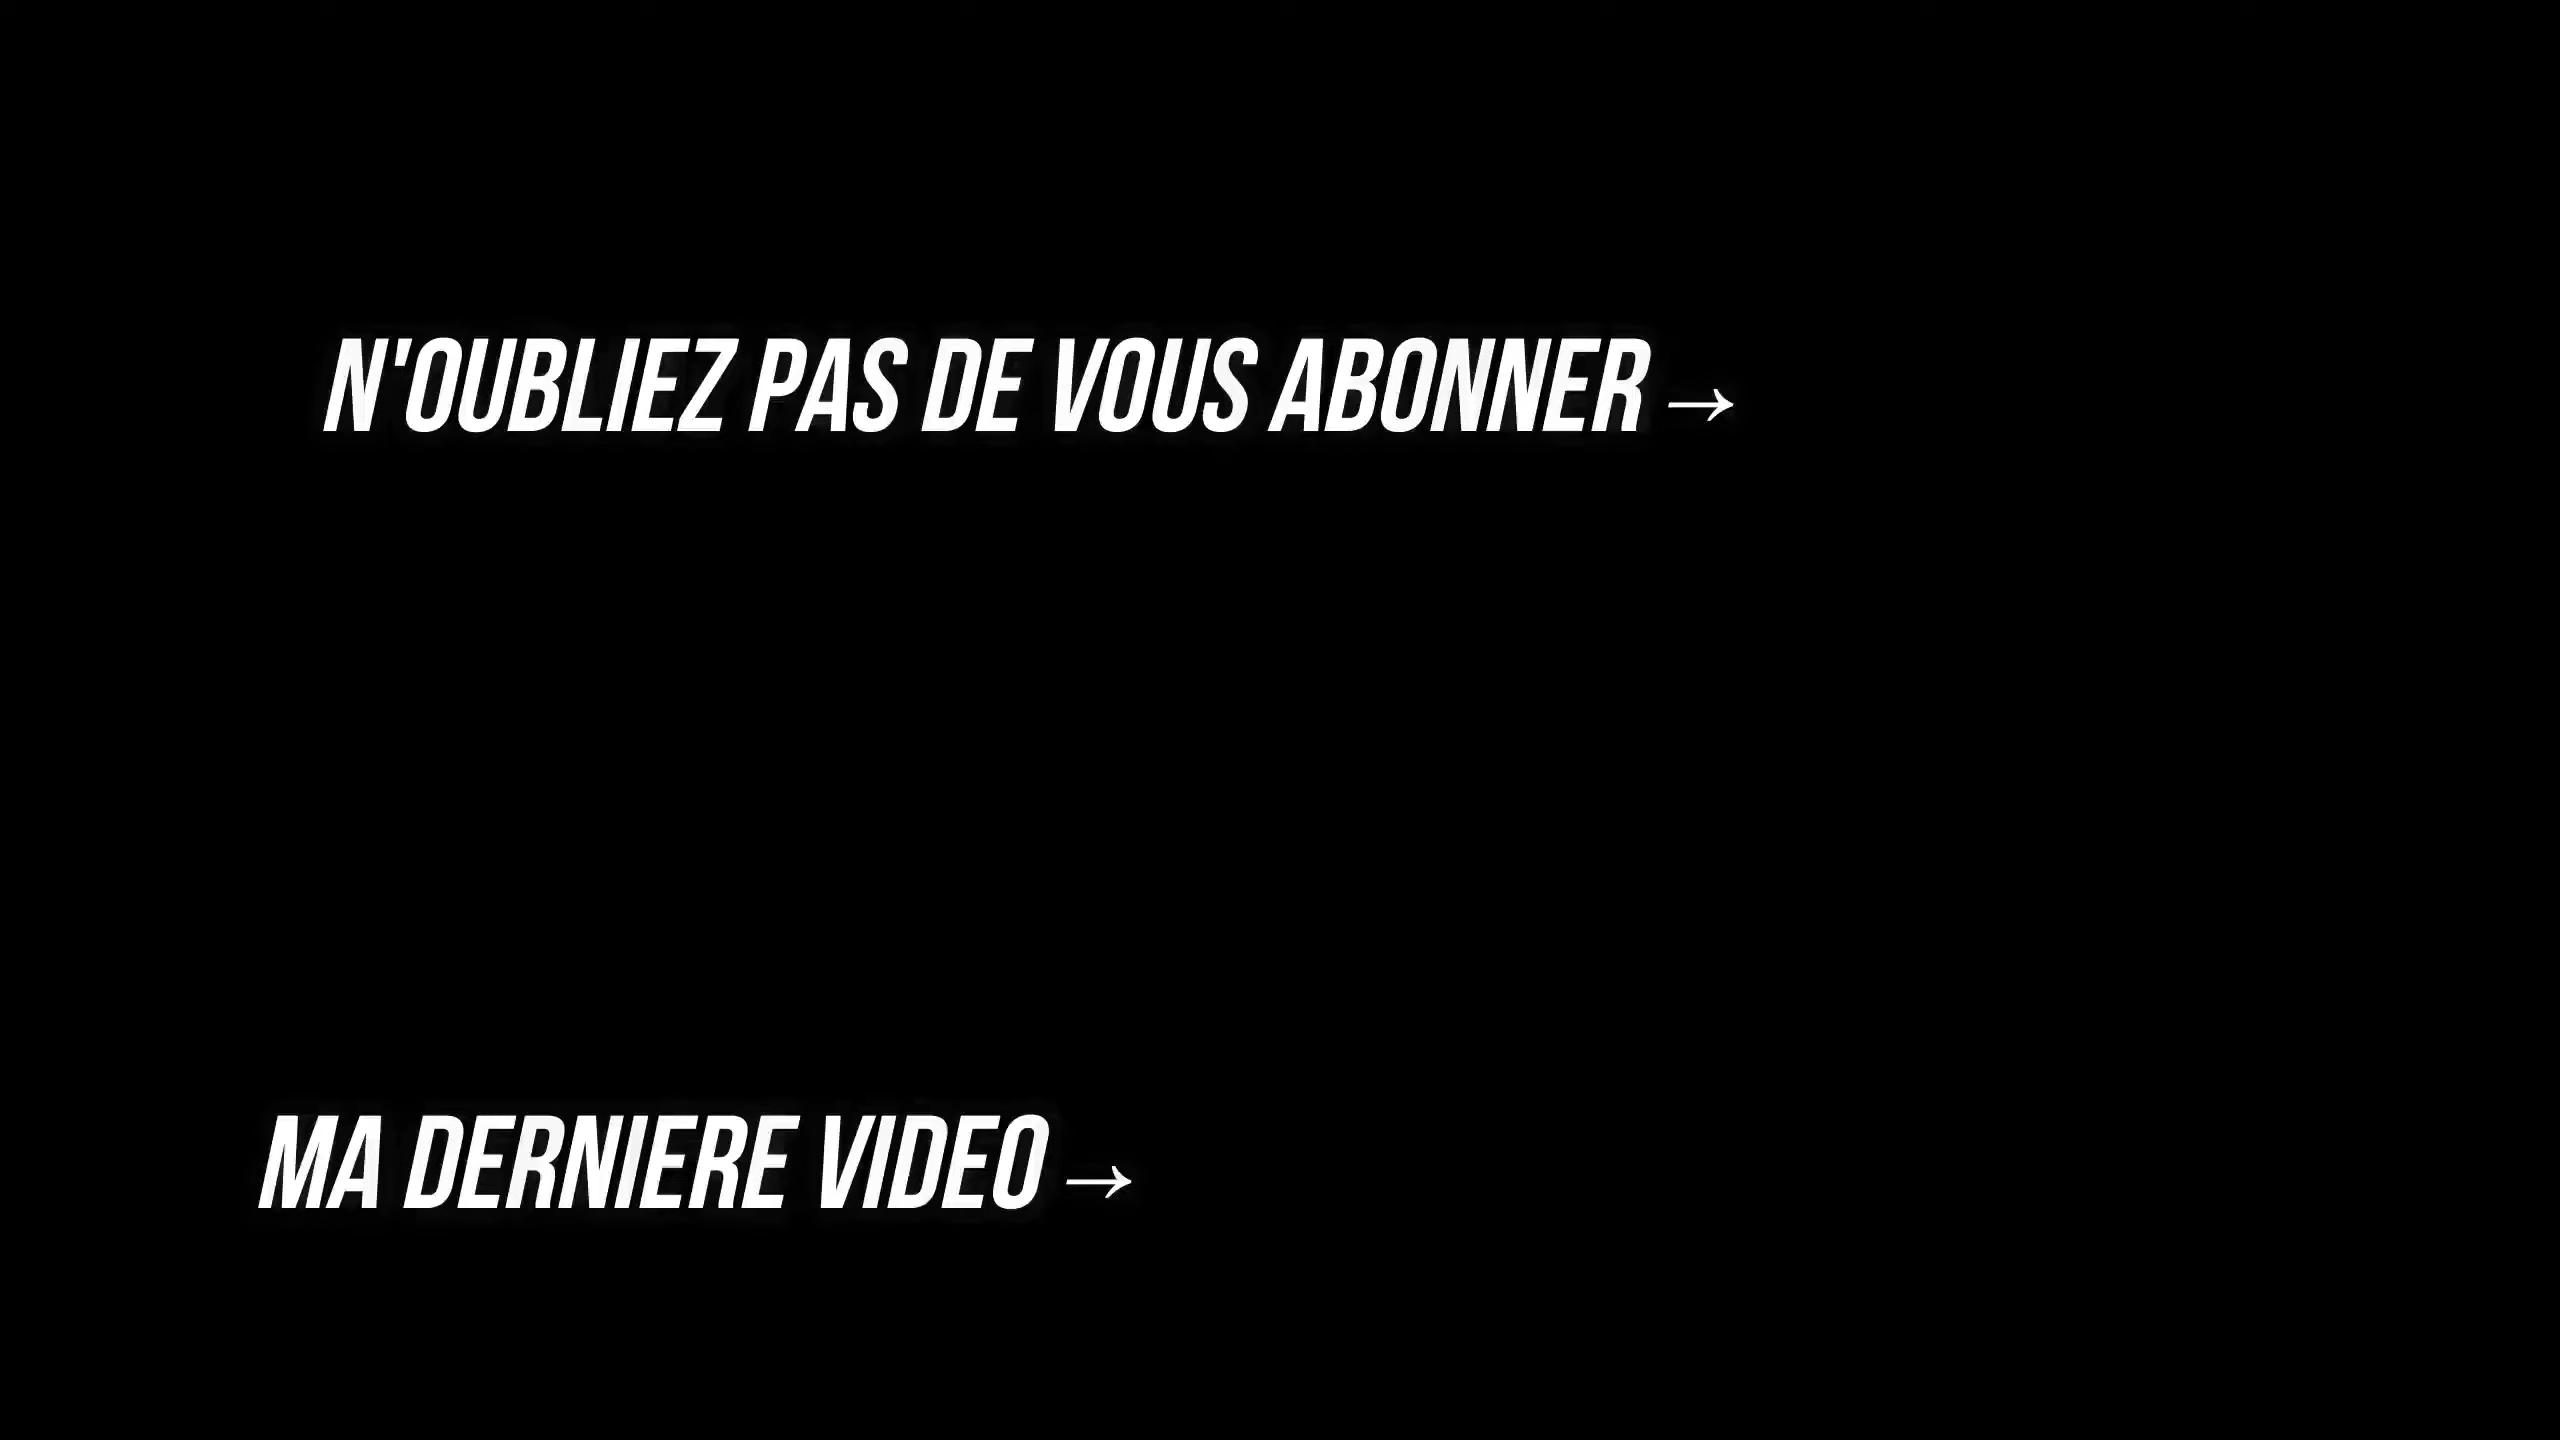 N'OUBLIEZ PAS DE VOUS ABONNER →
MA DERNIERE VIDEO →